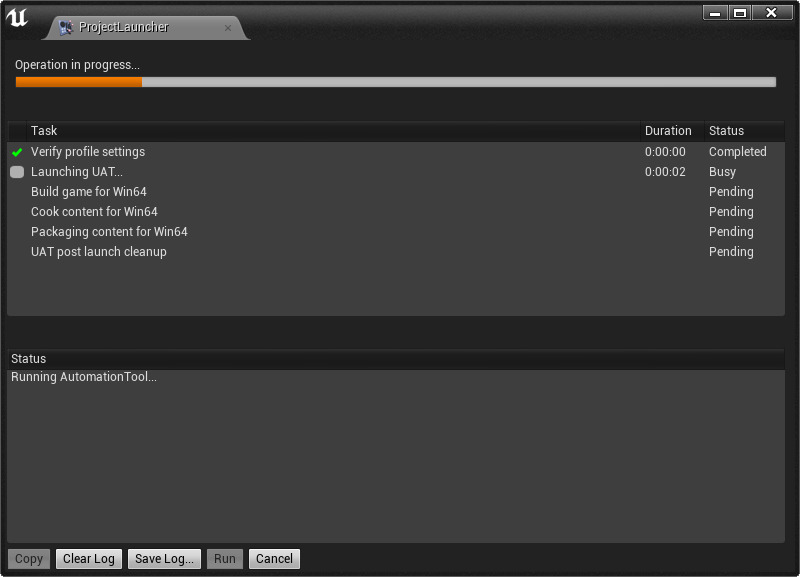 ProjectLauncher
Operation in progress...
Task Duration Status
Verify profile settings 0:00:00 Completed
Launching UAT... 0:00:02 Busy
Build game for Win64 Pending
Cook content for Win64 Pending
Packaging content for Win64 Pending
UAT post launch cleanup Pending
Status
Running AutomationTool...
Copy Clear Log Save Log... Run Cancel